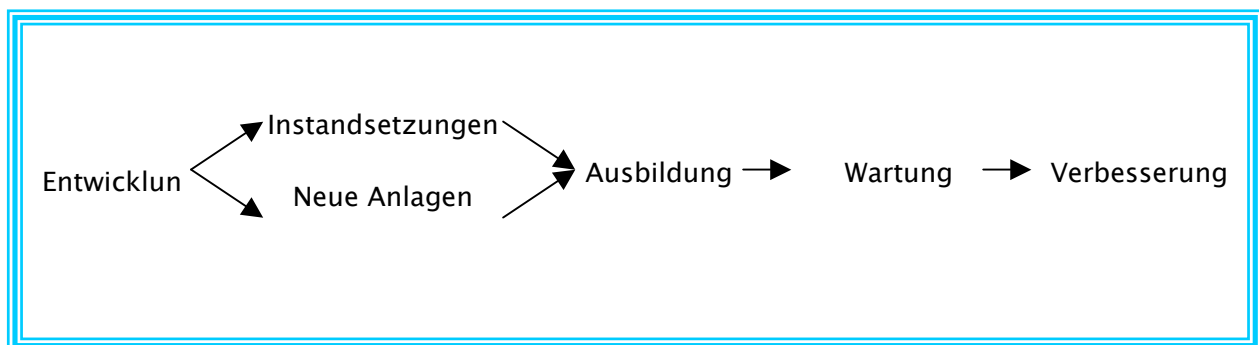 Entwicklun
Instandsetzungen
Neue Anlagen
Ausbildung
Wartung
Verbesserung